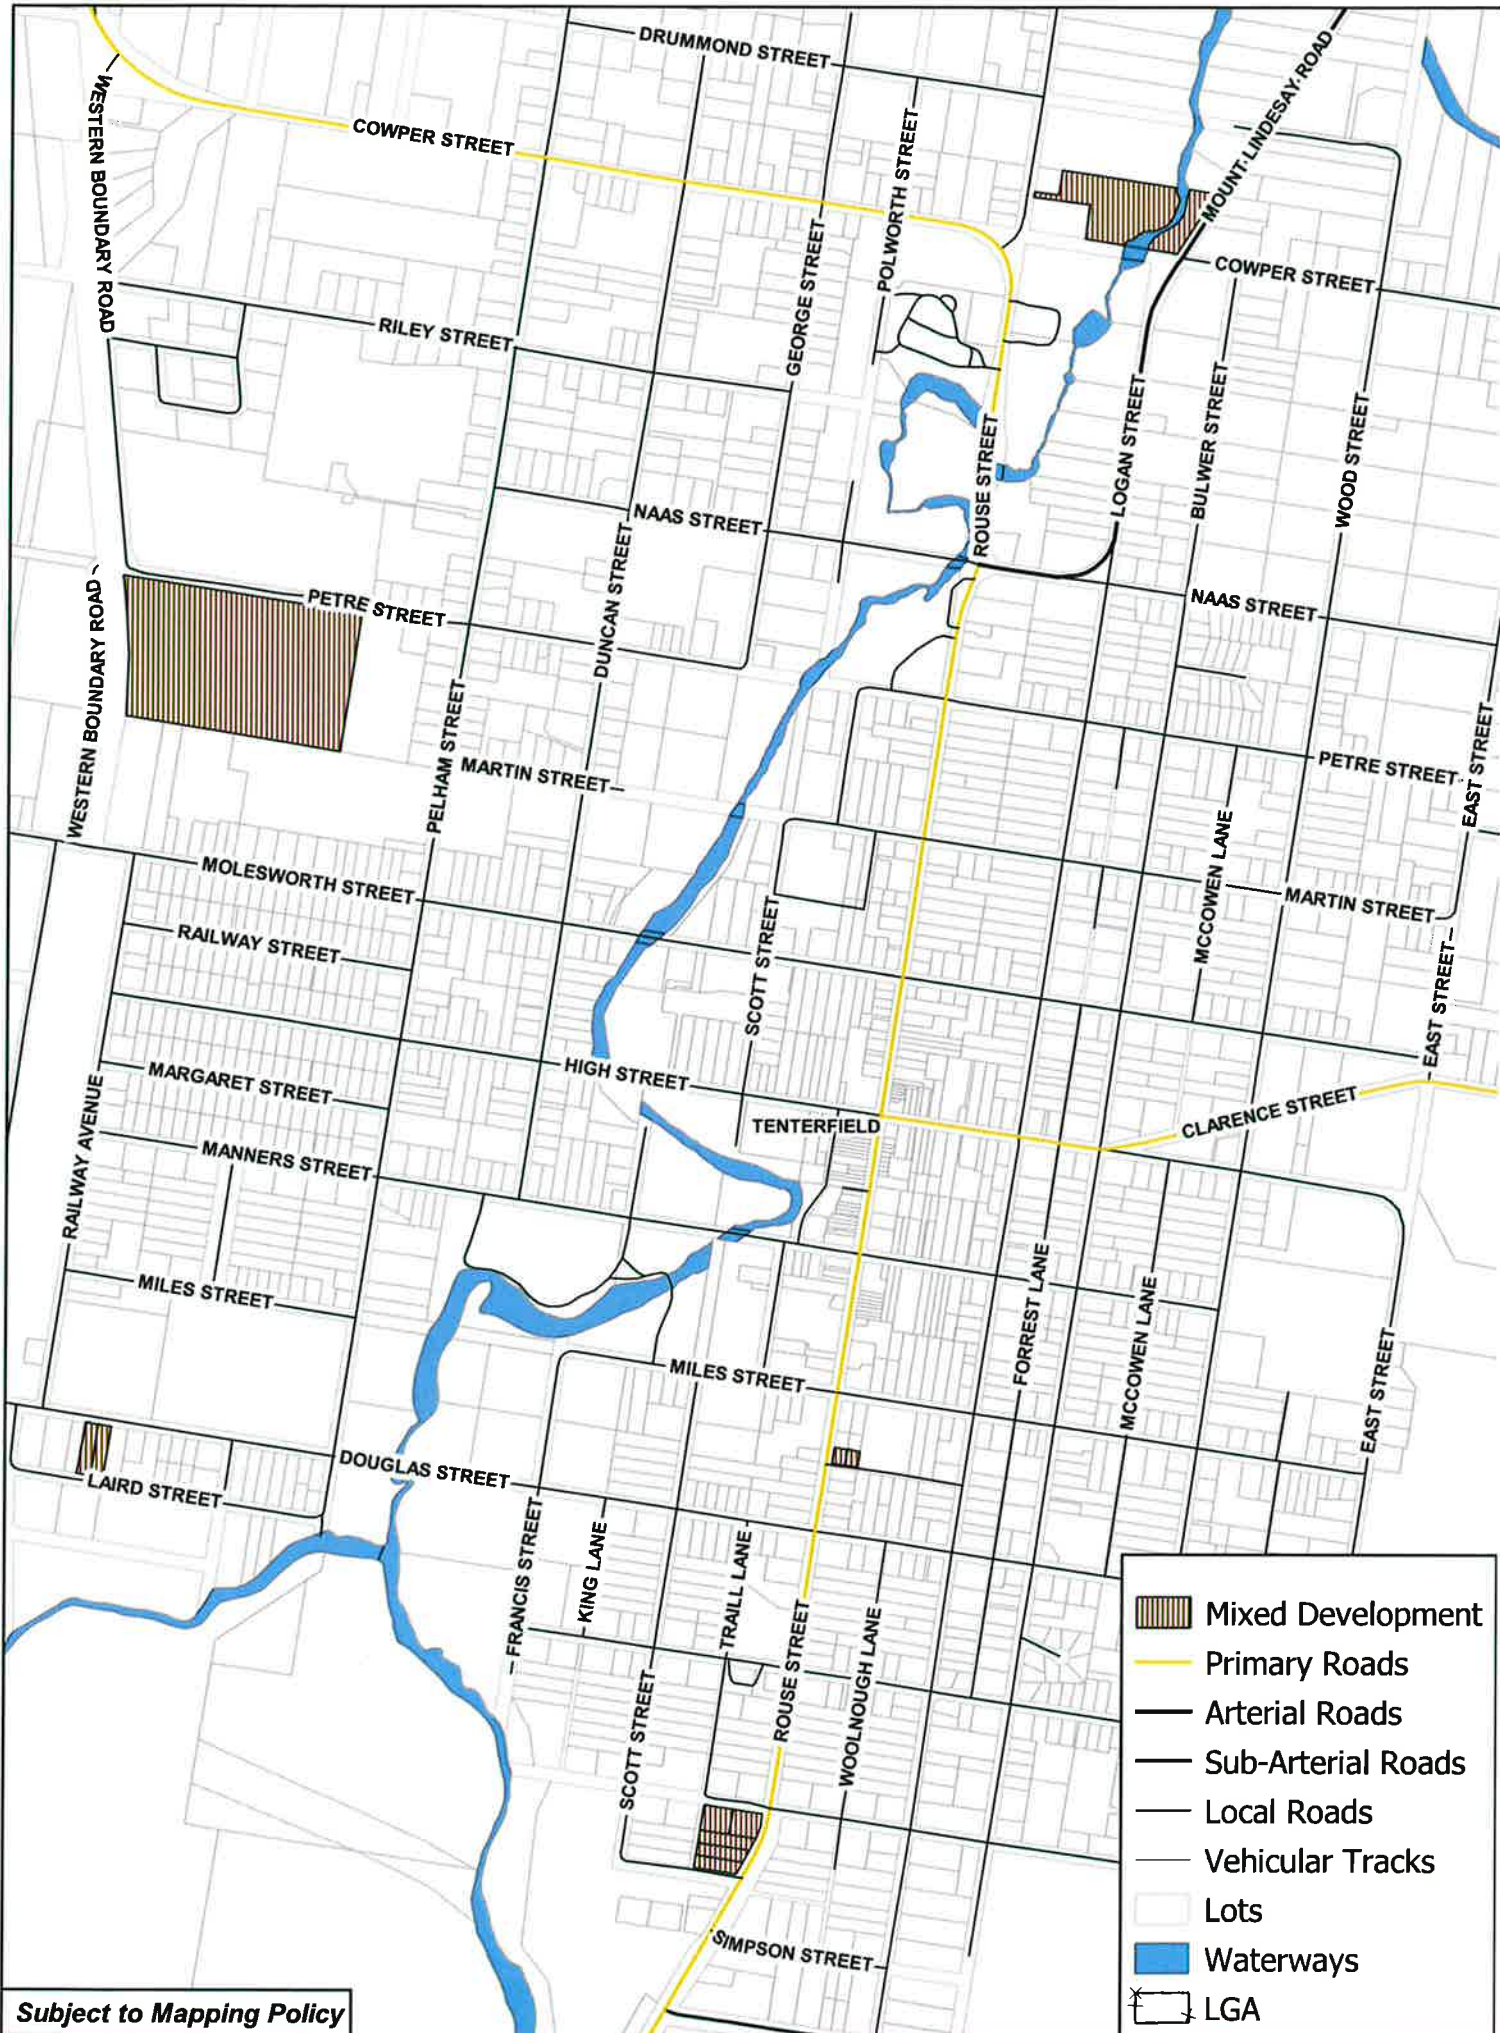 DRUMMOND STREET
WESTERN BOUNDARY ROAD
COWPER STREET
POLWORTH STREET
MOUNT LINDESAY ROAD
GEORGE STREET
COWPER STREET
RILEY STREET
LOGAN STREET
BULWER STREET
WOOD STREET
ROUSE STREET
NAAS STREET
DUNCAN STREET
WESTERN BOUNDARY ROAD
PETRE STREET
NAAS STREET
PELHAM STREET
MARTIN STREET
PETRE STREET
EAST STREET
MCCOWEN LANE
MOLESWORTH STREET
MARTIN STREET
RAILWAY STREET
SCOTT STREET
EAST STREET
HIGH STREET
MARGARET STREET
RAILWAY AVENUE
TENTERFIELD
CLARENCE STREET
MANNERS STREET
FORREST LANE
MCCOWEN LANE
MILES STREET
MILES STREET
EAST STREET
DOUGLAS STREET
LAIRD STREET
FRANCIS STREET
KING LANE
TRAILL LANE
ROUSE STREET
WOOLNOUGH LANE
SCOTT STREET
SIMPSON STREET
Mixed Development
Primary Roads
Arterial Roads
Sub-Arterial Roads
Local Roads
Vehicular Tracks
Lots
Waterways
LGA
Subject to Mapping Policy